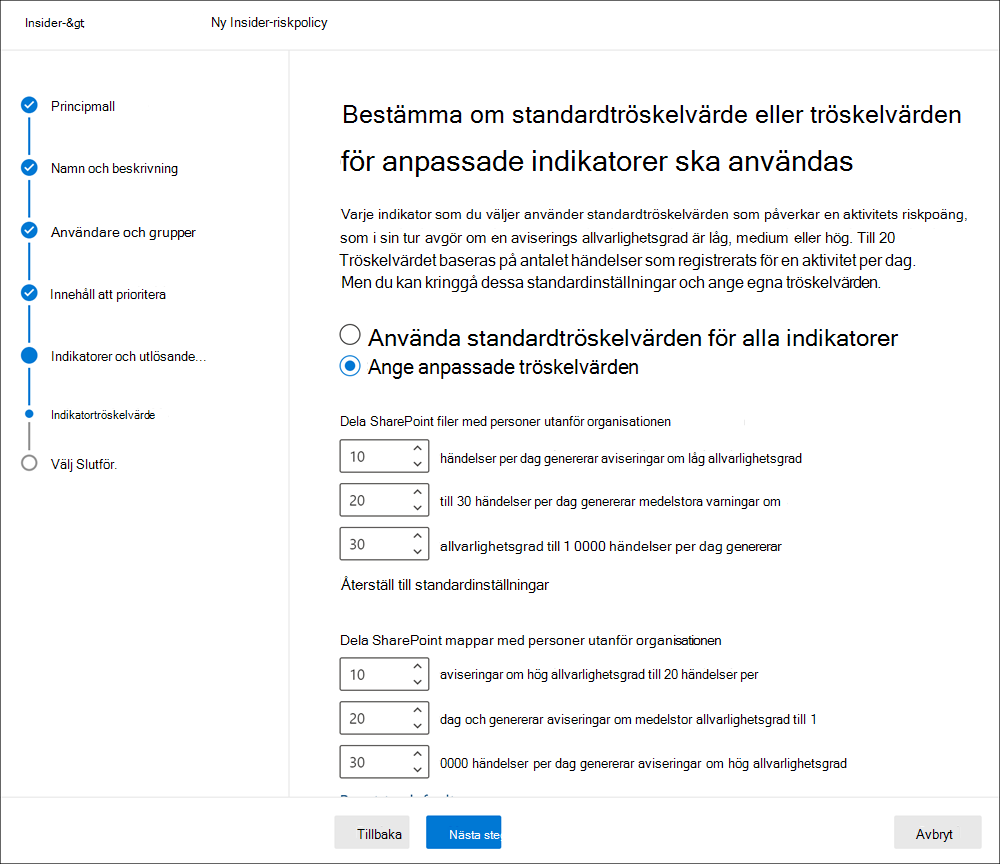 Insider-&gt
Ny Insider-riskpolicy
Principmall
Namn och beskrivning
Användare och grupper
Innehåll att prioritera
Indikatorer och utlösande...
Indikatortröskelvärde
Välj Slutför.
Bestämma om standardtröskelvärde eller tröskelvärden
för anpassade indikatorer ska användas
Varje indikator som du väljer använder standardtröskelvärden som påverkar en aktivitets riskpoäng,
som i sin tur avgör om en aviserings allvarlighetsgrad är låg, medium eller hög. Till 20
Tröskelvärdet baseras på antalet händelser som registrerats för en aktivitet per dag.
Men du kan kringgå dessa standardinställningar och ange egna tröskelvärden.
Använda standardtröskelvärden för alla indikatorer
Ange anpassade tröskelvärden
Dela SharePoint filer med personer utanför organisationen
10 händelser per dag genererar aviseringar om låg allvarlighetsgrad
20 till 30 händelser per dag genererar medelstora varningar om
30 allvarlighetsgrad till 1 0000 händelser per dag genererar
Återställ till standardinställningar
Dela SharePoint mappar med personer utanför organisationen
10 aviseringar om hög allvarlighetsgrad till 20 händelser per
20 dag och genererar aviseringar om medelstor allvarlighetsgrad till 1
30 0000 händelser per dag genererar aviseringar om hög allvarlighetsgrad
Tillbaka
Nästa ste
Avbryt